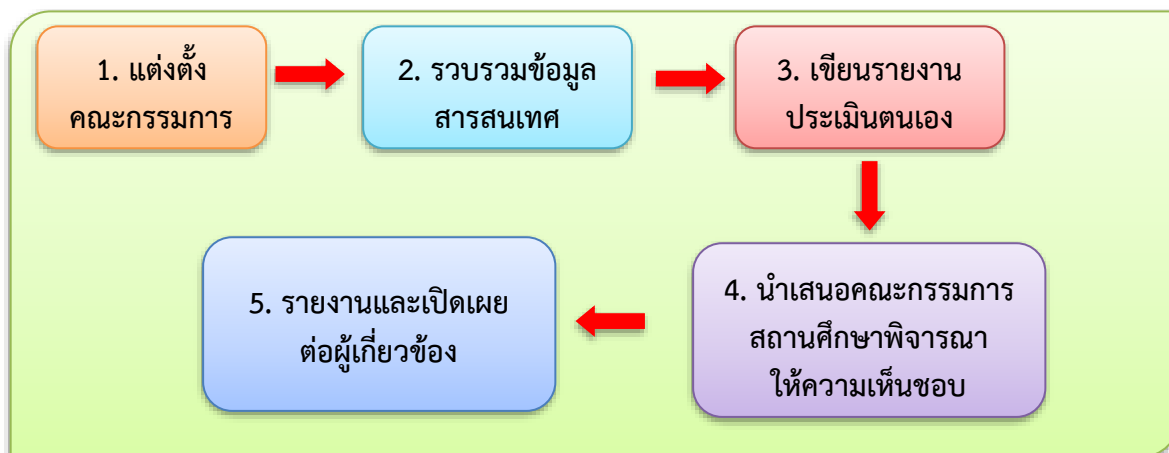 1. แต่งตั้ง
คณะกรรมการ
2. รวบรวมข้อมูล
สารสนเทศ
3. เขียนรายงาน
ประเมินตนเอง
4. นำเสนอคณะกรรมการ
สถานศึกษาพิจารณา
ให้ความเห็นชอบ
5. รายงานและเปิดเผย
ต่อผู้เกี่ยวข้อง